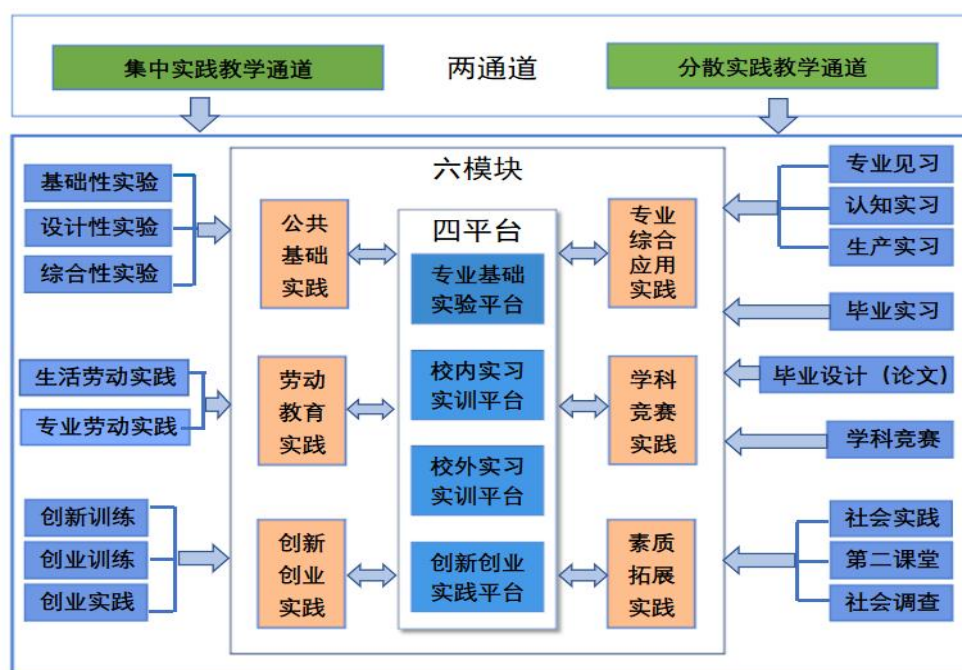 集中实践教学通道
两通道
分散实践教学通道
六模块
四平台
基础性实验
设计性实验
综合性实验
公共
基础
实践
专业基础
实验平台
专业
综合
应用
实践
专业见习
认知实习
生产实习
毕业实习
生活劳动实践
专业劳动实践
劳动
教育
实践
校内实习
实训平台
学科
竞赛
实践
毕业设计（论文）
学科竞赛
校外实习
实训平台
创新训练
创业训练
创业实践
创新
创业
实践
创新创业
实践平台
素质
拓展
实践
社会实践
第二课堂
社会调查